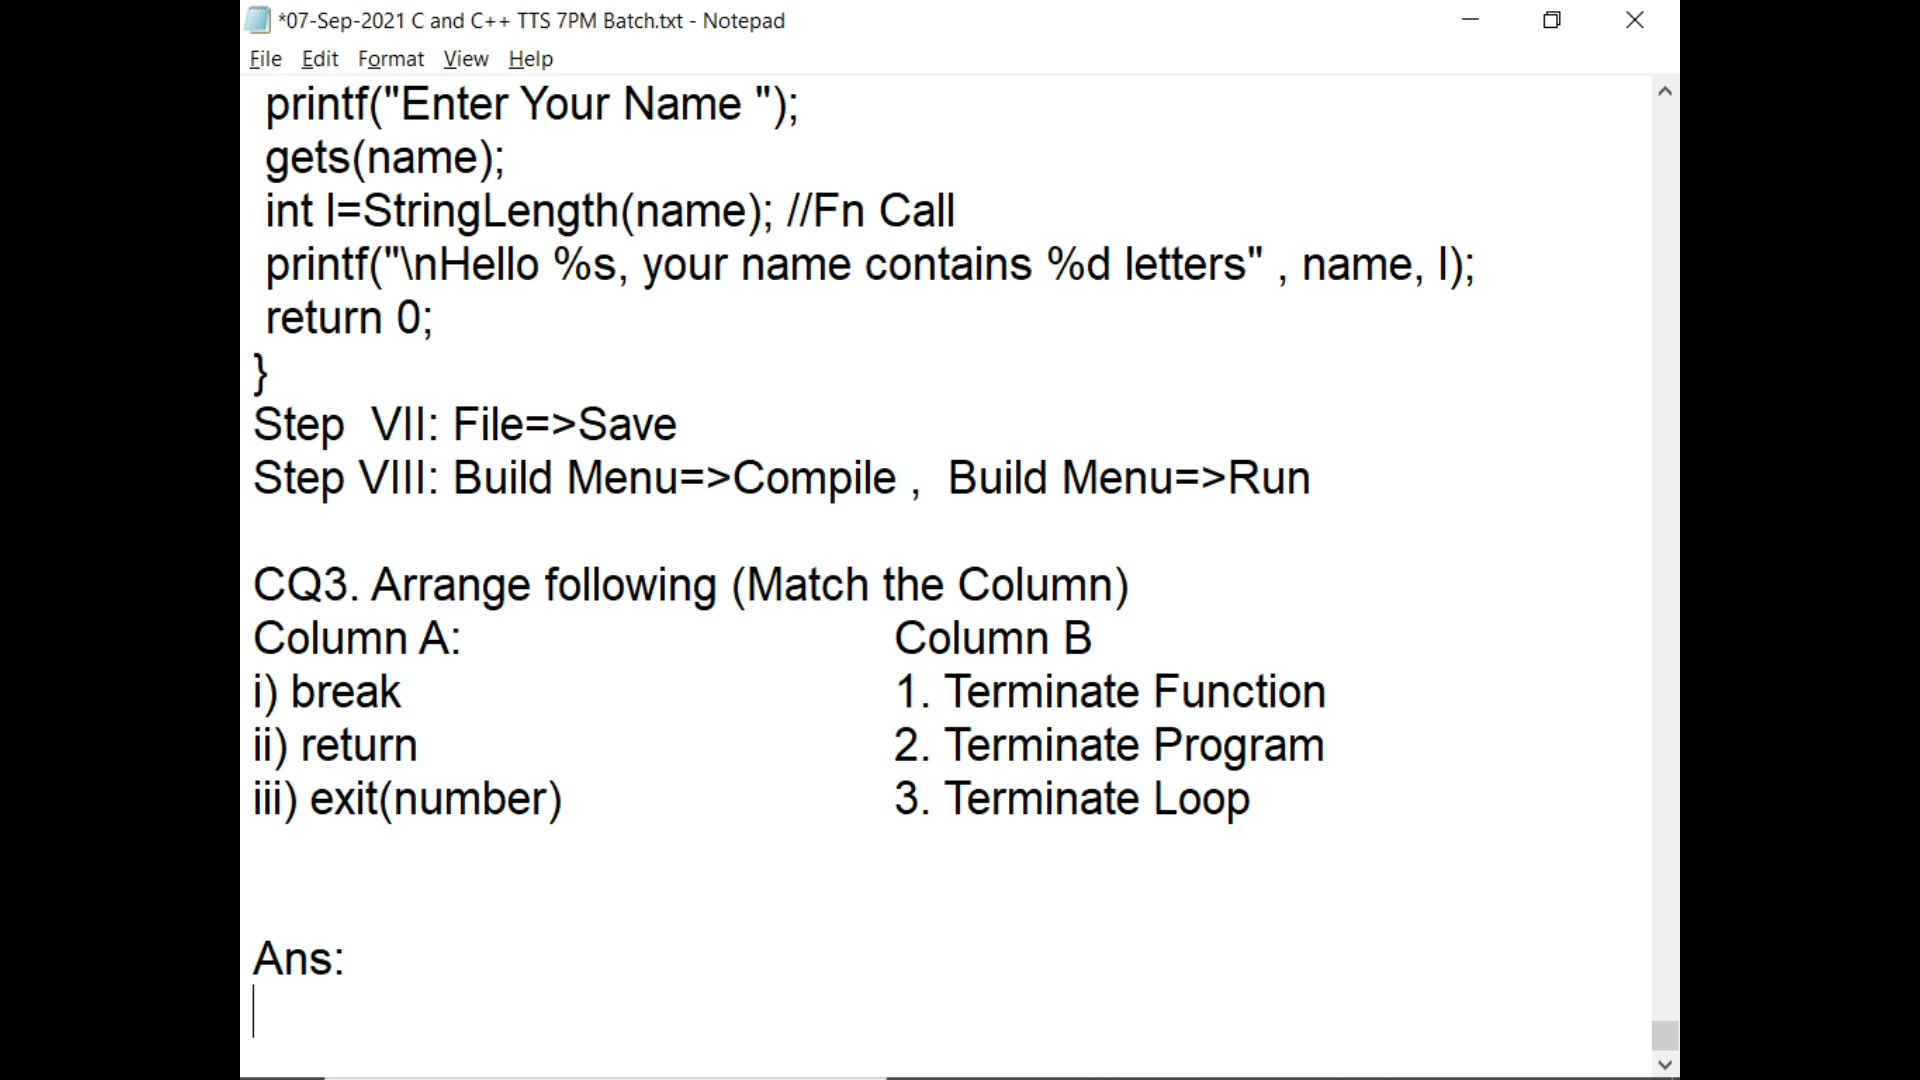 *07-Sep-2021 C and C++ TTS 7PM Batch.txt - Notepad
File Edit Format View Help
printf("Enter Your Name ");
gets(name);
int l=StringLength(name); //Fn Call
printf("\nHello %s, your name contains %d letters" , name, l);
return 0;
}
Step  VII: File=>Save
Step VIII: Build Menu=>Compile ,  Build Menu=>Run
CQ3. Arrange following (Match the Column)
Column A: Column B
i) break 1. Terminate Function
ii) return 2. Terminate Program
iii) exit(number) 3. Terminate Loop
Ans: